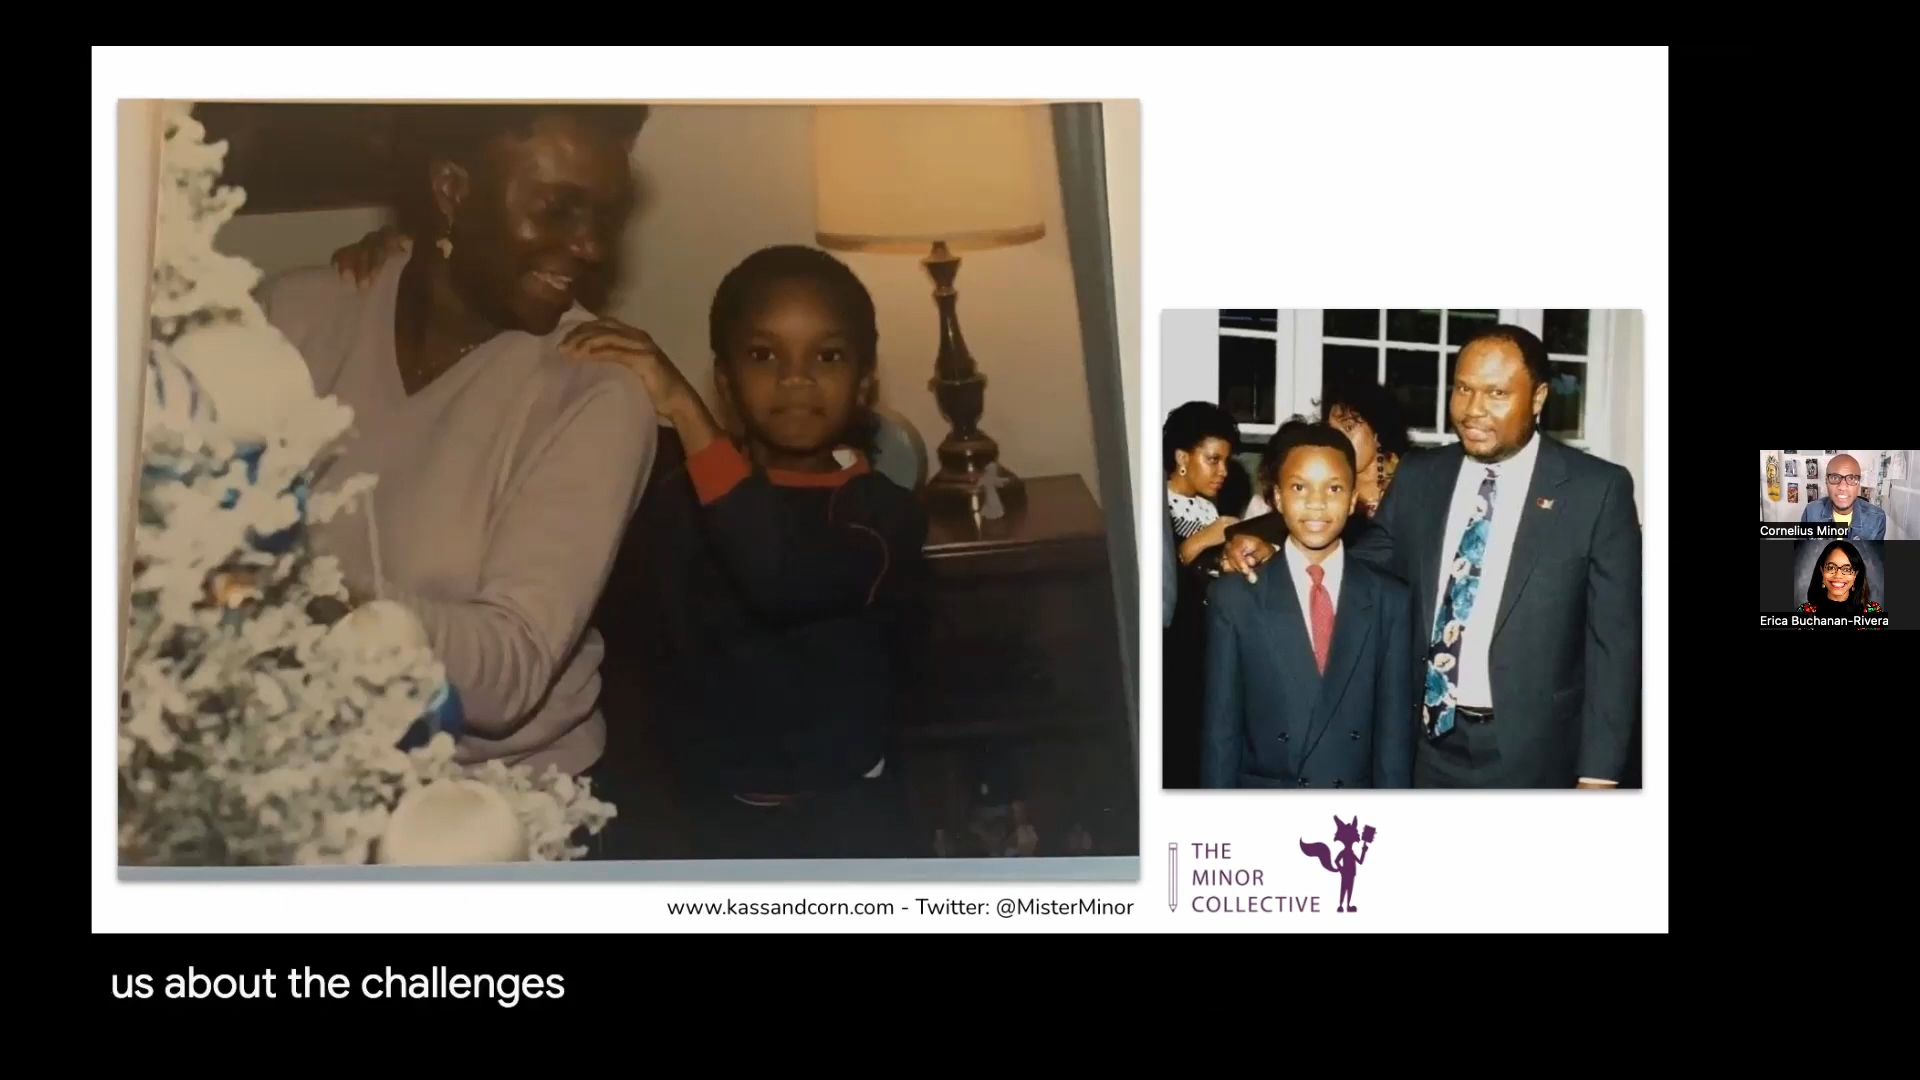 Cornelius Minor
Erica Buchanan-Rivera
www.kassandcorn.com - Twitter: @MisterMinor
THE
MINOR
COLLECTIVE
us about the challenges